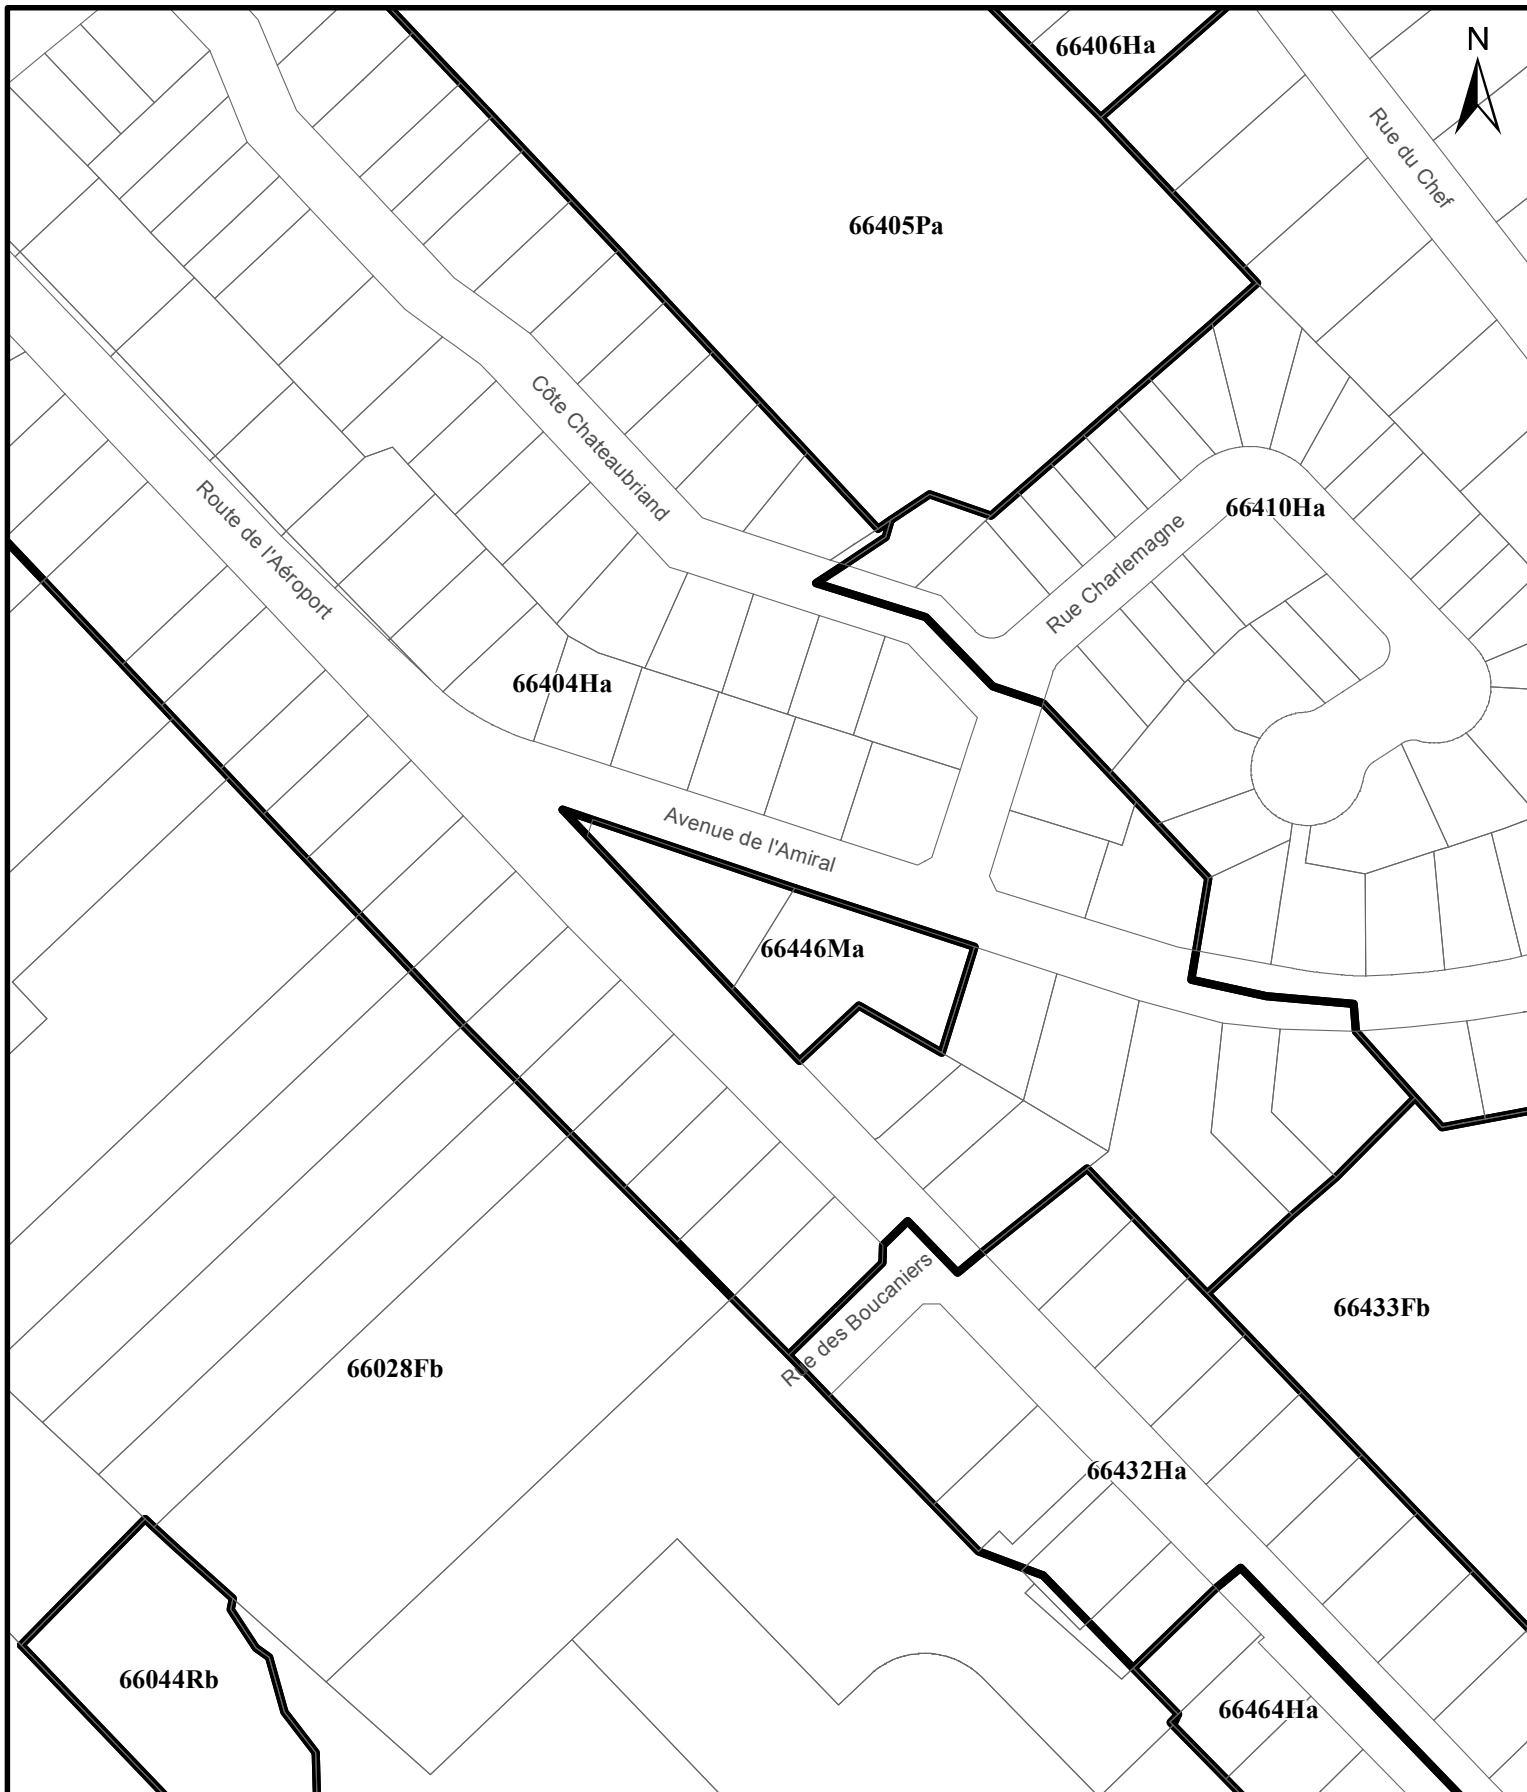 N
66406Ha
Rue du Chef
66405Pa
Côte Chateaubriand
Route de l'Aéroport
66410Ha
Rue Charlemagne
66404Ha
Avenue de l'Amiral
66446Ma
Rue des Boucaniers
66433Fb
66028Fb
66432Ha
66044Rb
66464Ha